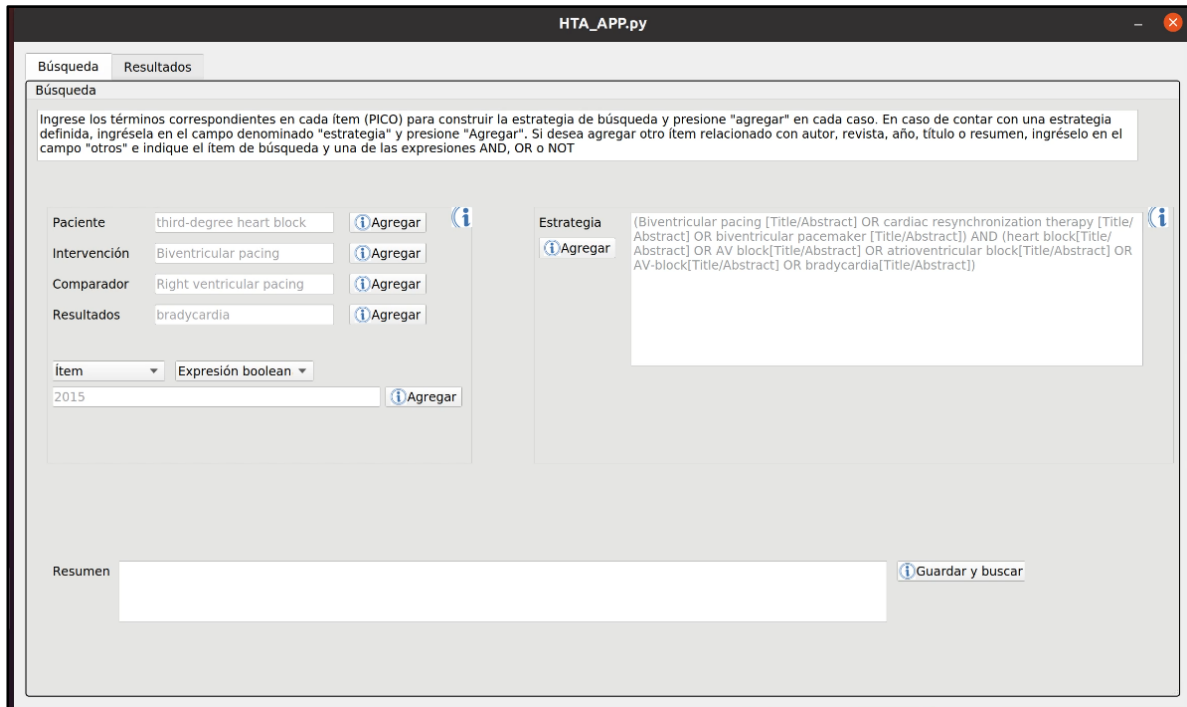 HTA_APP.py
Búsqueda Resultados
Búsqueda
Ingrese los términos correspondientes en cada ítem (PICO) para construir la estrategia de búsqueda y presione "agregar" en cada caso. En caso de contar con una estrategia
definida, ingrésela en el campo denominado "estrategia" y presione "Agregar". Si desea agregar otro ítem relacionado con autor, revista, año, título o resumen, ingréselo en el
campo "otros" e indique el ítem de búsqueda y una de las expresiones AND, OR o NOT
Paciente third-degree heart block Agregar
Intervención Biventricular pacing Agregar
Comparador Right ventricular pacing Agregar
Resultados bradycardia Agregar
Ítem Expresión boolean
2015 Agregar
Estrategia
Agregar
(Biventricular pacing [Title/Abstract] OR cardiac resynchronization therapy [Title/
Abstract] OR biventricular pacemaker [Title/Abstract]) AND (heart block[Title/
Abstract] OR AV block[Title/Abstract] OR atrioventricular block[Title/Abstract] OR
AV-block[Title/Abstract] OR bradycardia[Title/Abstract])
Resumen Guardar y buscar